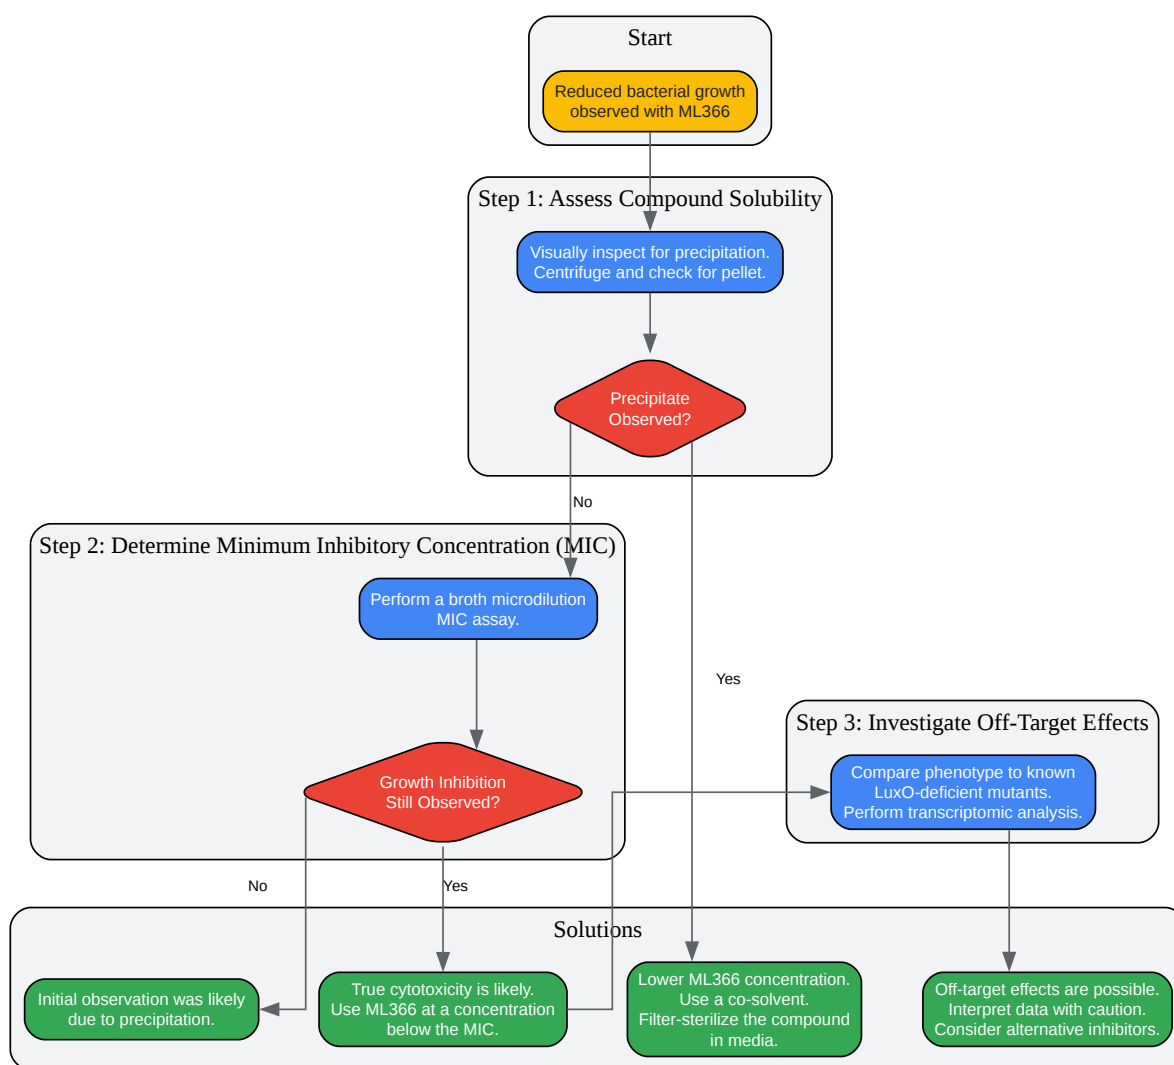 Start
Reduced bacterial growth
observed with ML366
Step 1: Assess Compound Solubility
Visually inspect for precipitation.
Centrifuge and check for pellet.
Precipitate
Observed?
No
Step 2: Determine Minimum Inhibitory Concentration (MIC)
Perform a broth microdilution
MIC assay.
Yes
Step 3: Investigate Off-Target Effects
Compare phenotype to known
LuxO-deficient mutants.
Perform transcriptomic analysis.
Growth Inhibition
Still Observed?
No
Yes
Solutions
Initial observation was likely
due to precipitation.
True cytotoxicity is likely.
Use ML366 at a concentration
below the MIC.
Lower ML366 concentration.
Use a co-solvent.
Filter-sterilize the compound
in media.
Off-target effects are possible.
Interpret data with caution.
Consider alternative inhibitors.